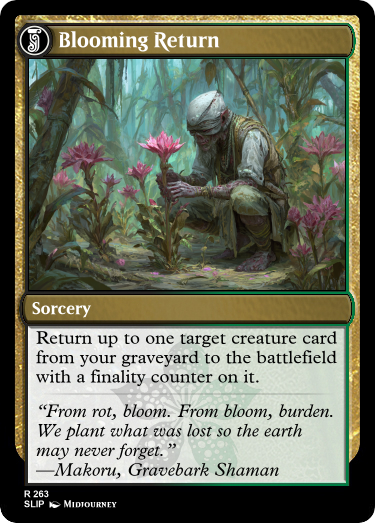 Blooming Return
Sorcery
Return up to one target creature card
from your graveyard to the battlefield
with a finality counter on it.
“From rot, bloom. From bloom, burden.
We plant what was lost so the earth
may never forget.”
—Makoru, Gravebark Shaman
R 263
SLIP Midjourney